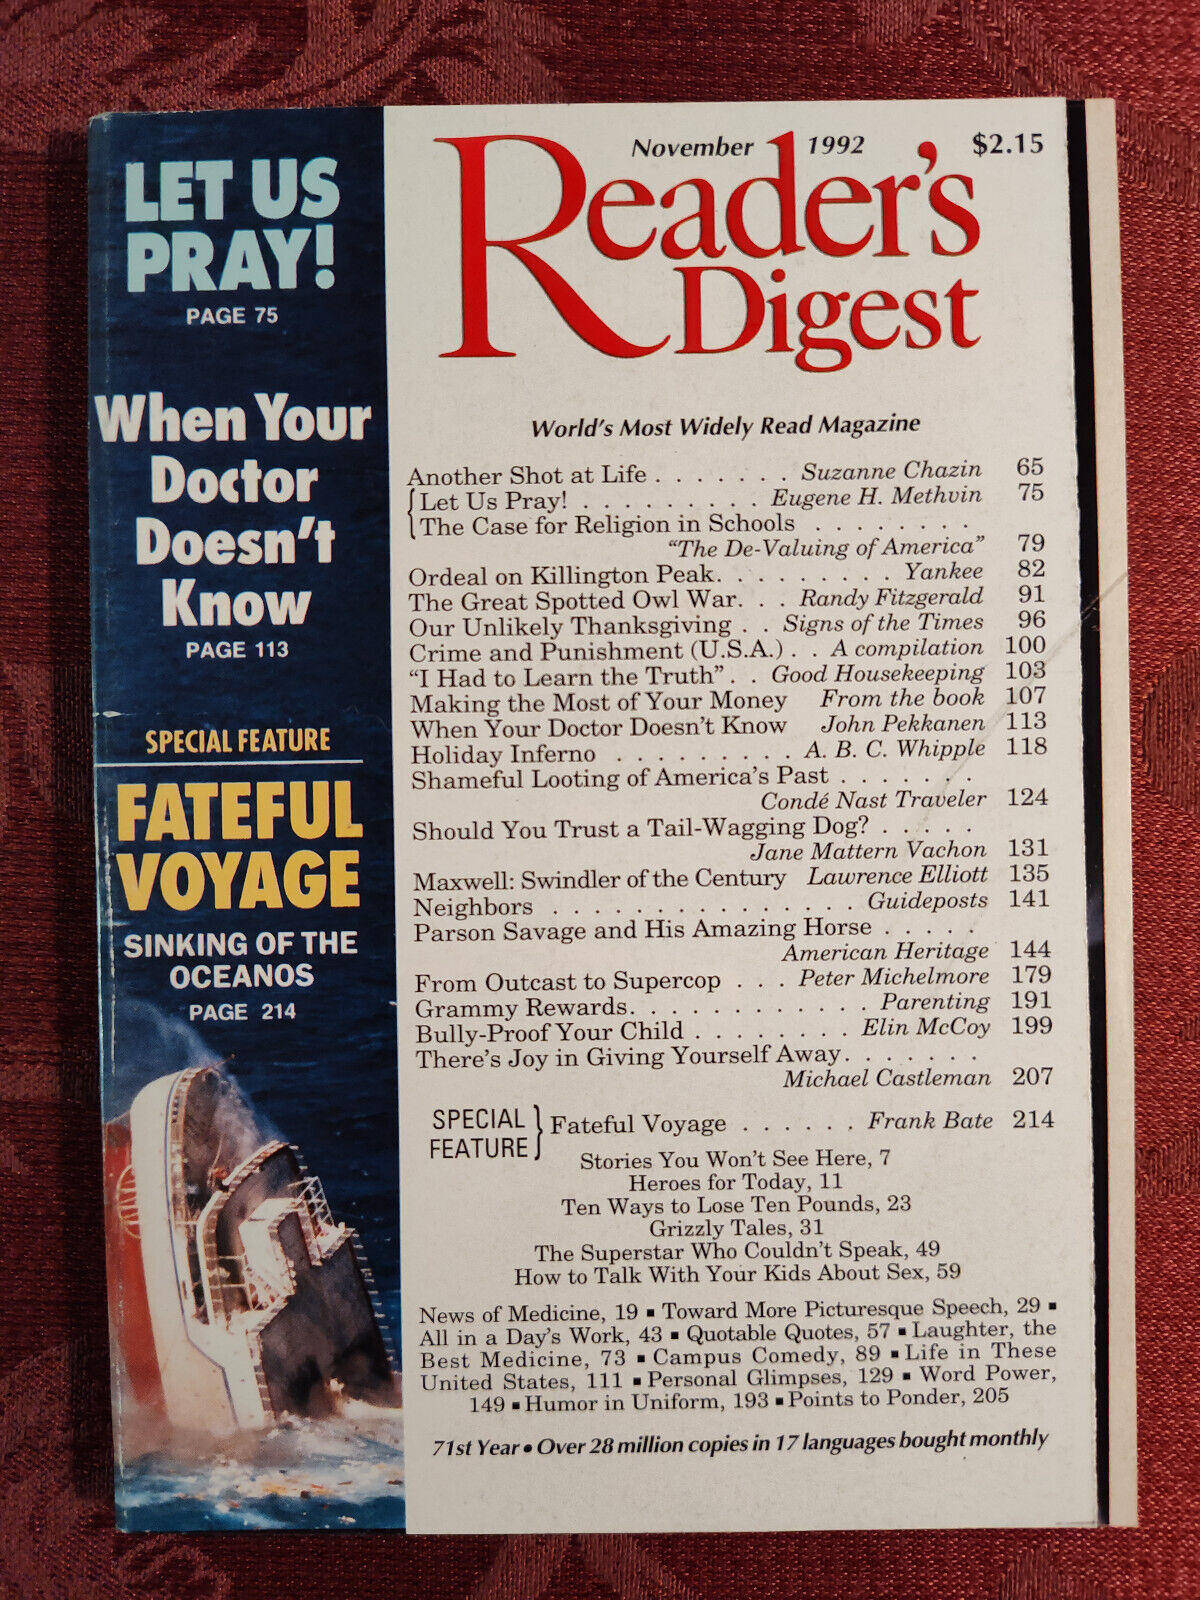 LET US
PRAY!
PAGE 75
When Your
Doctor
Doesn't
Know
PAGE 113
SPECIAL FEATURE
FATEFUL
VOYAGE
SINKING OF THE
OCEANOS
PAGE 214
November 1992 $2.15
Reader's
Digest
World's Most Widely Read Magazine
Another Shot at Life . . . . . . . Suzanne Chazin 65
Let Us Pray! . . . . . . . . . Eugene H. Methvin 75
The Case for Religion in Schools . . . . . . . .
"The De-Valuing of America" 79
Ordeal on Killington Peak. . . . . . . . . Yankee 82
The Great Spotted Owl War. . . Randy Fitzgerald 91
Our Unlikely Thanksgiving . . Signs of the Times 96
Crime and Punishment (U.S.A.) . . A compilation 100
"I Had to Learn the Truth" . . Good Housekeeping 103
Making the Most of Your Money From the book 107
When Your Doctor Doesn't Know John Pekkanen 113
Holiday Inferno . . . . . . . . . A. B. C. Whipple 118
Shameful Looting of America's Past . . . . . . .
Condé Nast Traveler 124
Should You Trust a Tail-Wagging Dog? . . . . .
Jane Mattern Vachon 131
Maxwell: Swindler of the Century Lawrence Elliott 135
Neighbors . . . . . . . . . . . . . . . Guideposts 141
Parson Savage and His Amazing Horse . . . . .
American Heritage 144
From Outcast to Supercop . . . Peter Michelmore 179
Grammy Rewards. . . . . . . . . . . . Parenting 191
Bully-Proof Your Child . . . . . . . . Elin McCoy 199
There's Joy in Giving Yourself Away. . . . . . .
Michael Castleman 207
SPECIAL
FEATURE
Fateful Voyage . . . . . . Frank Bate 214
Stories You Won't See Here, 7
Heroes for Today, 11
Ten Ways to Lose Ten Pounds, 23
Grizzly Tales, 31
The Superstar Who Couldn't Speak, 49
How to Talk With Your Kids About Sex, 59
News of Medicine, 19 ▪ Toward More Picturesque Speech, 29 ▪
All in a Day's Work, 43 ▪ Quotable Quotes, 57 ▪ Laughter, the
Best Medicine, 73 ▪ Campus Comedy, 89 ▪ Life in These
United States, 111 ▪ Personal Glimpses, 129 ▪ Word Power,
149 ▪ Humor in Uniform, 193 ▪ Points to Ponder, 205
71st Year • Over 28 million copies in 17 languages bought monthly